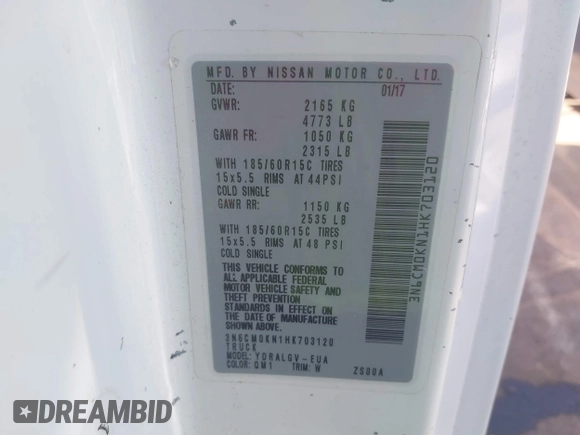 MFD. BY NISSAN MOTOR CO., LTD.
DATE: 01/17
GVWR: 2165 KG
4773 LB
GAWR FR: 1050 KG
2315 LB
WITH 185/60R15C TIRES
15x5.5 RIMS AT 44PSI
COLD SINGLE
GAWR RR: 1150 KG
2535 LB
WITH 185/60R15C TIRES
15x5.5 RIMS AT 48 PSI
COLD SINGLE
THIS VEHICLE CONFORMS TO
ALL APPLICABLE FEDERAL
MOTOR VEHICLE SAFETY AND
THEFT PREVENTION
STANDARDS IN EFFECT ON
THE DATE OF MANUFACTURE
SHOWN ABOVE.
3N6CM0KN1HK703120
TRUCK
MODEL: YDRALGV-EUA
COLOR: QM1 TRIM: W ZS00A
3N6CM0KN1HK703120
DREAMBID